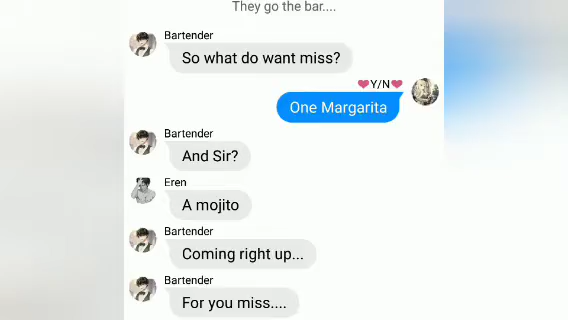 They go the bar....
Bartender
So what do want miss?
❤Y/N❤
One Margarita
Bartender
And Sir?
Eren
A mojito
Bartender
Coming right up...
Bartender
For you miss....